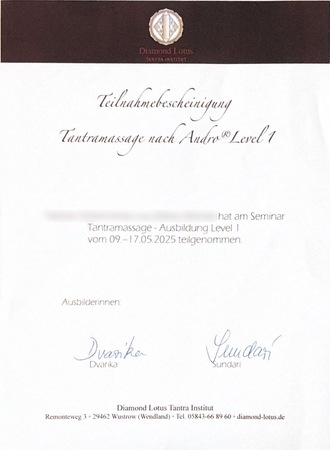 Diamond Lotus
Tantra Institut
Teilnahmebescheinigung
Tantramassage nach Andro® Level 1
hat am Seminar
Tantramassage - Ausbildung Level 1
vom 09. - 17.05.2025 teilgenommen.
Ausbilderinnen:
Dvarika Sundari
Dvarika Sundari
Diamond Lotus Tantra Institut
Remonteweg 3 • 29462 Wustrow (Wendland) • Tel. 05843-66 89 60 • diamond-lotus.de